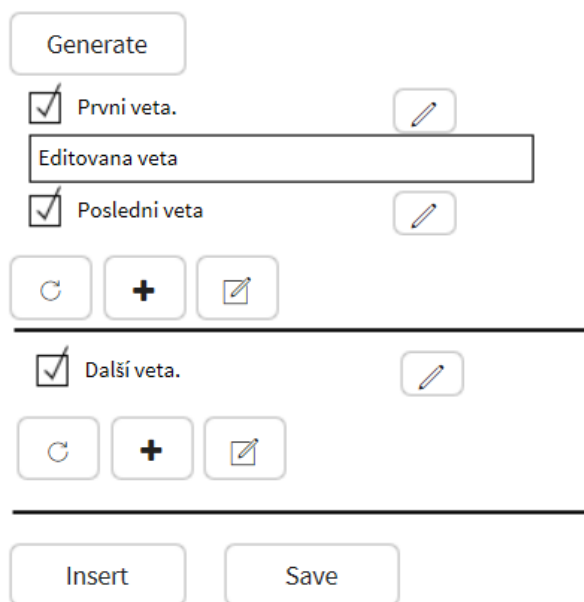 Generate
Prvni veta.
Editovana veta
Posledni veta
Další veta.
Insert Save